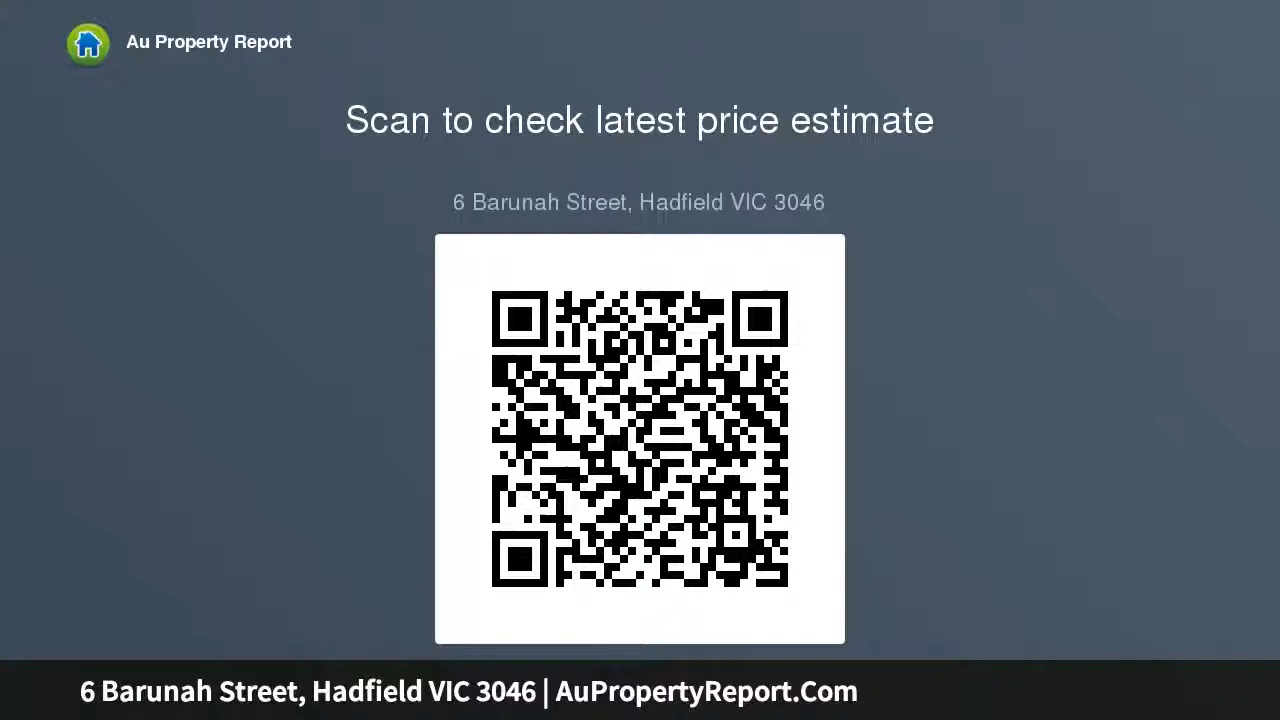 Au Property Report
Scan to check latest price estimate
6 Barunah Street, Hadfield VIC 3046
6 Barunah Street, Hadfield VIC 3046 | AuPropertyReport.Com